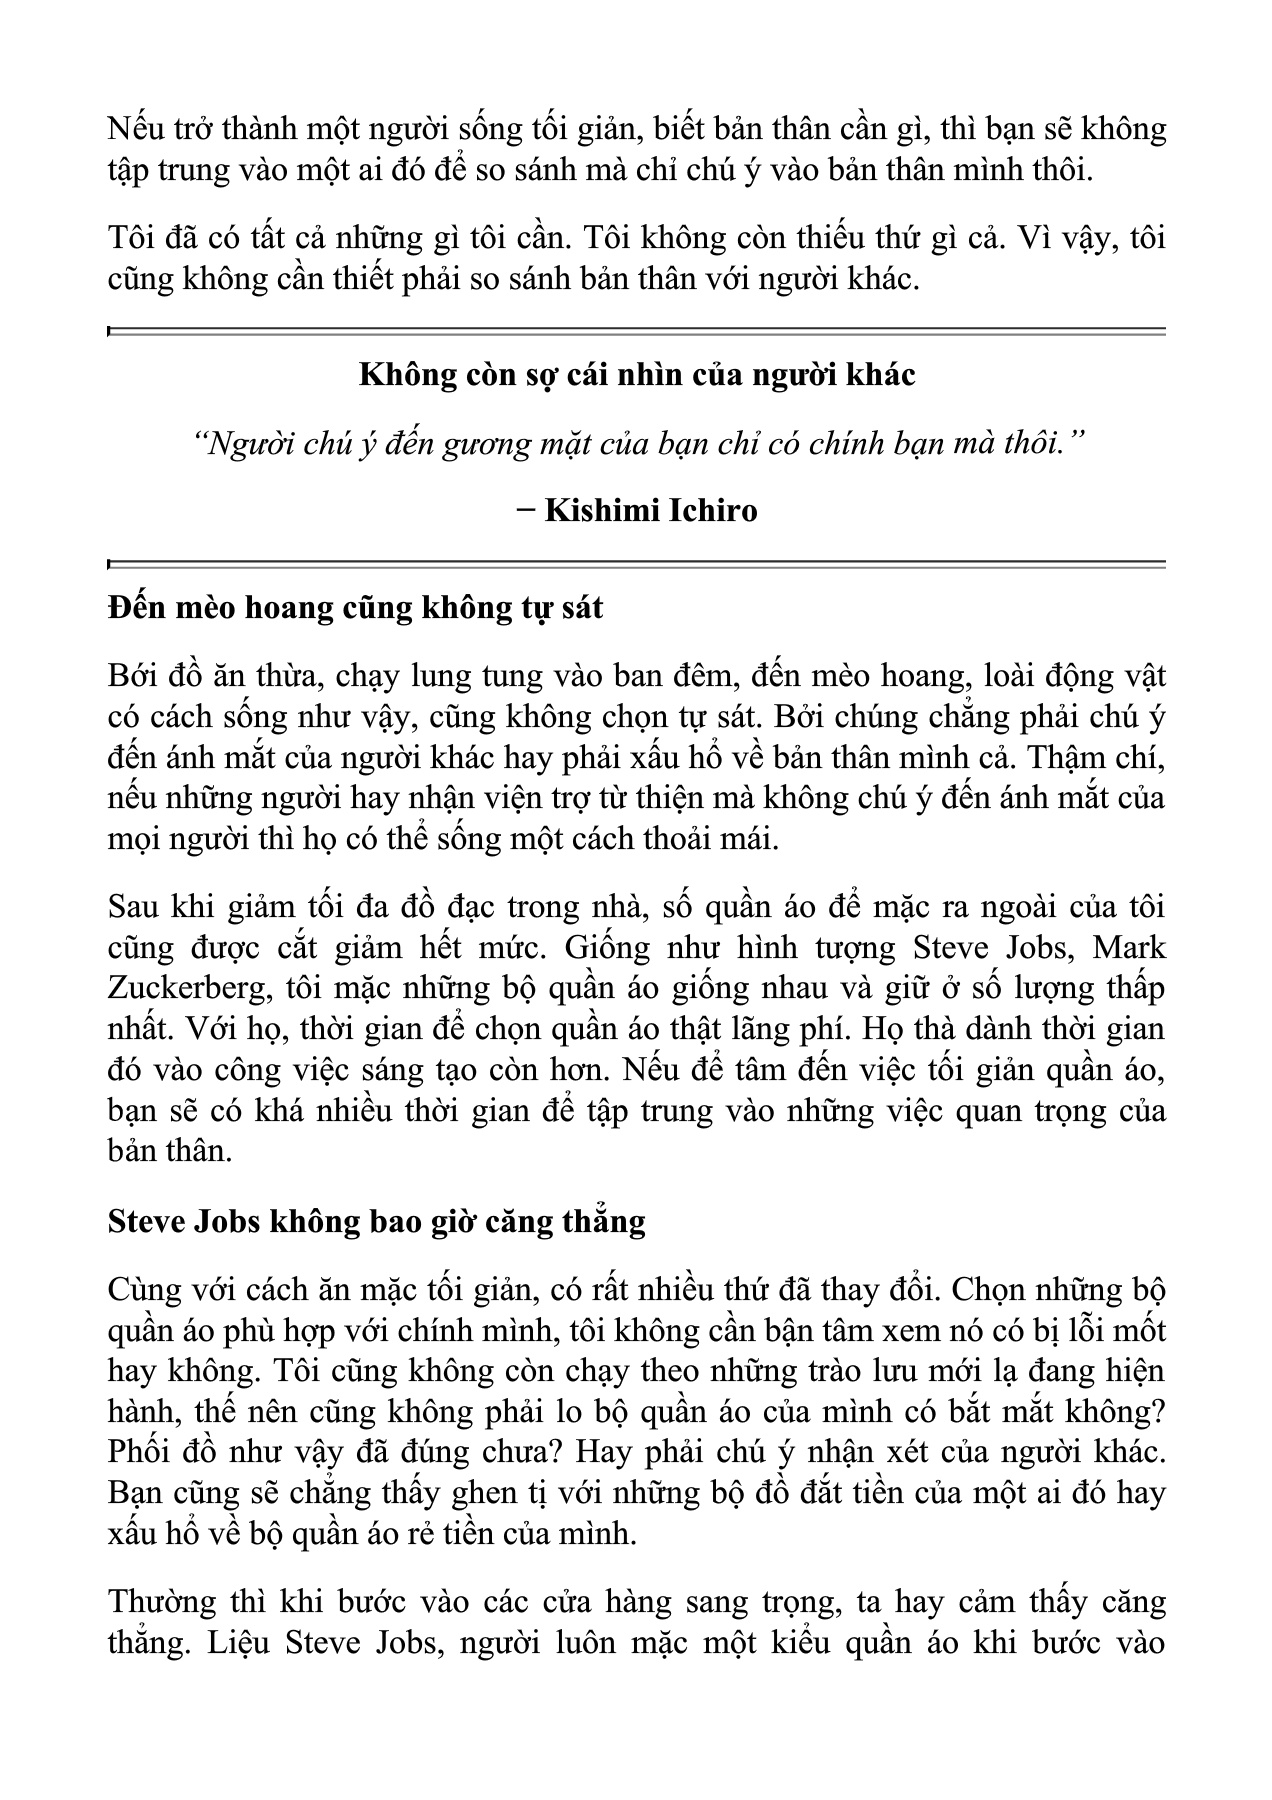 Nếu trở thành một người sống tối giản, biết bản thân cần gì, thì bạn sẽ không
tập trung vào một ai đó để so sánh mà chỉ chú ý vào bản thân mình thôi.
Tôi đã có tất cả những gì tôi cần. Tôi không còn thiếu thứ gì cả. Vì vậy, tôi
cũng không cần thiết phải so sánh bản thân với người khác.
Không còn sợ cái nhìn của người khác
“Người chú ý đến gương mặt của bạn chỉ có chính bạn mà thôi.”
− Kishimi Ichiro
Đến mèo hoang cũng không tự sát
Bới đồ ăn thừa, chạy lung tung vào ban đêm, đến mèo hoang, loài động vật
có cách sống như vậy, cũng không chọn tự sát. Bởi chúng chẳng phải chú ý
đến ánh mắt của người khác hay phải xấu hổ về bản thân mình cả. Thậm chí,
nếu những người hay nhận viện trợ từ thiện mà không chú ý đến ánh mắt của
mọi người thì họ có thể sống một cách thoải mái.
Sau khi giảm tối đa đồ đạc trong nhà, số quần áo để mặc ra ngoài của tôi
cũng được cắt giảm hết mức. Giống như hình tượng Steve Jobs, Mark
Zuckerberg, tôi mặc những bộ quần áo giống nhau và giữ ở số lượng thấp
nhất. Với họ, thời gian để chọn quần áo thật lãng phí. Họ thà dành thời gian
đó vào công việc sáng tạo còn hơn. Nếu để tâm đến việc tối giản quần áo,
bạn sẽ có khá nhiều thời gian để tập trung vào những việc quan trọng của
bản thân.
Steve Jobs không bao giờ căng thẳng
Cùng với cách ăn mặc tối giản, có rất nhiều thứ đã thay đổi. Chọn những bộ
quần áo phù hợp với chính mình, tôi không cần bận tâm xem nó có bị lỗi mốt
hay không. Tôi cũng không còn chạy theo những trào lưu mới lạ đang hiện
hành, thế nên cũng không phải lo bộ quần áo của mình có bắt mắt không?
Phối đồ như vậy đã đúng chưa? Hay phải chú ý nhận xét của người khác.
Bạn cũng sẽ chẳng thấy ghen tị với những bộ đồ đắt tiền của một ai đó hay
xấu hổ về bộ quần áo rẻ tiền của mình.
Thường thì khi bước vào các cửa hàng sang trọng, ta hay cảm thấy căng
thẳng. Liệu Steve Jobs, người luôn mặc một kiểu quần áo khi bước vào